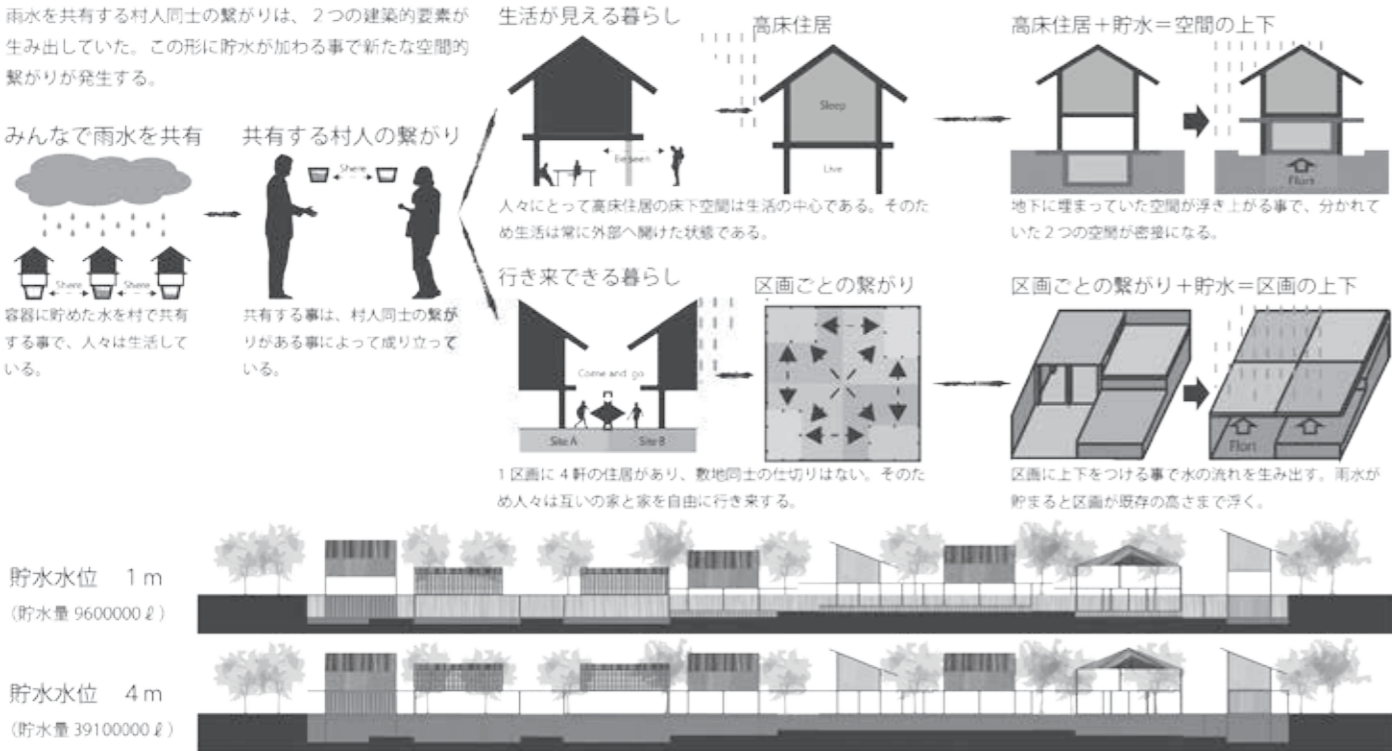 雨水を共有する村人同士の繋がりは、２つの建築的要素が
生み出していた。この形に貯水が加わる事で新たな空間的
繋がりが発生する。
みんなで雨水を共有
Shere
Shere
容器に貯めた水を村で共有
する事で、人々は生活して
いる。
共有する村人の繋がり
Shere
共有する事は、村人同士の繋が
りがある事によって成り立って
いる。
生活が見える暮らし
Be seen
高床住居
Sleep
Live
人々にとって高床住居の床下空間は生活の中心である。そのた
め生活は常に外部へ開けた状態である。
高床住居＋貯水＝空間の上下
Flort
地下に埋まっていた空間が浮き上がる事で、分かれて
いた２つの空間が密接になる。
行き来できる暮らし
Come and go
Site A
Site B
区画ごとの繋がり
1 区画に 4 軒の住居があり、敷地同士の仕切りはない。そのた
め人々は互いの家と家を自由に行き来する。
区画ごとの繋がり＋貯水＝区画の上下
Flort
区画に上下をつける事で水の流れを生み出す。雨水が
貯まると区画が既存の高さまで浮く。
貯水水位　1 m
（貯水量 9600000 ℓ）
貯水水位　4 m
（貯水量 39100000 ℓ）